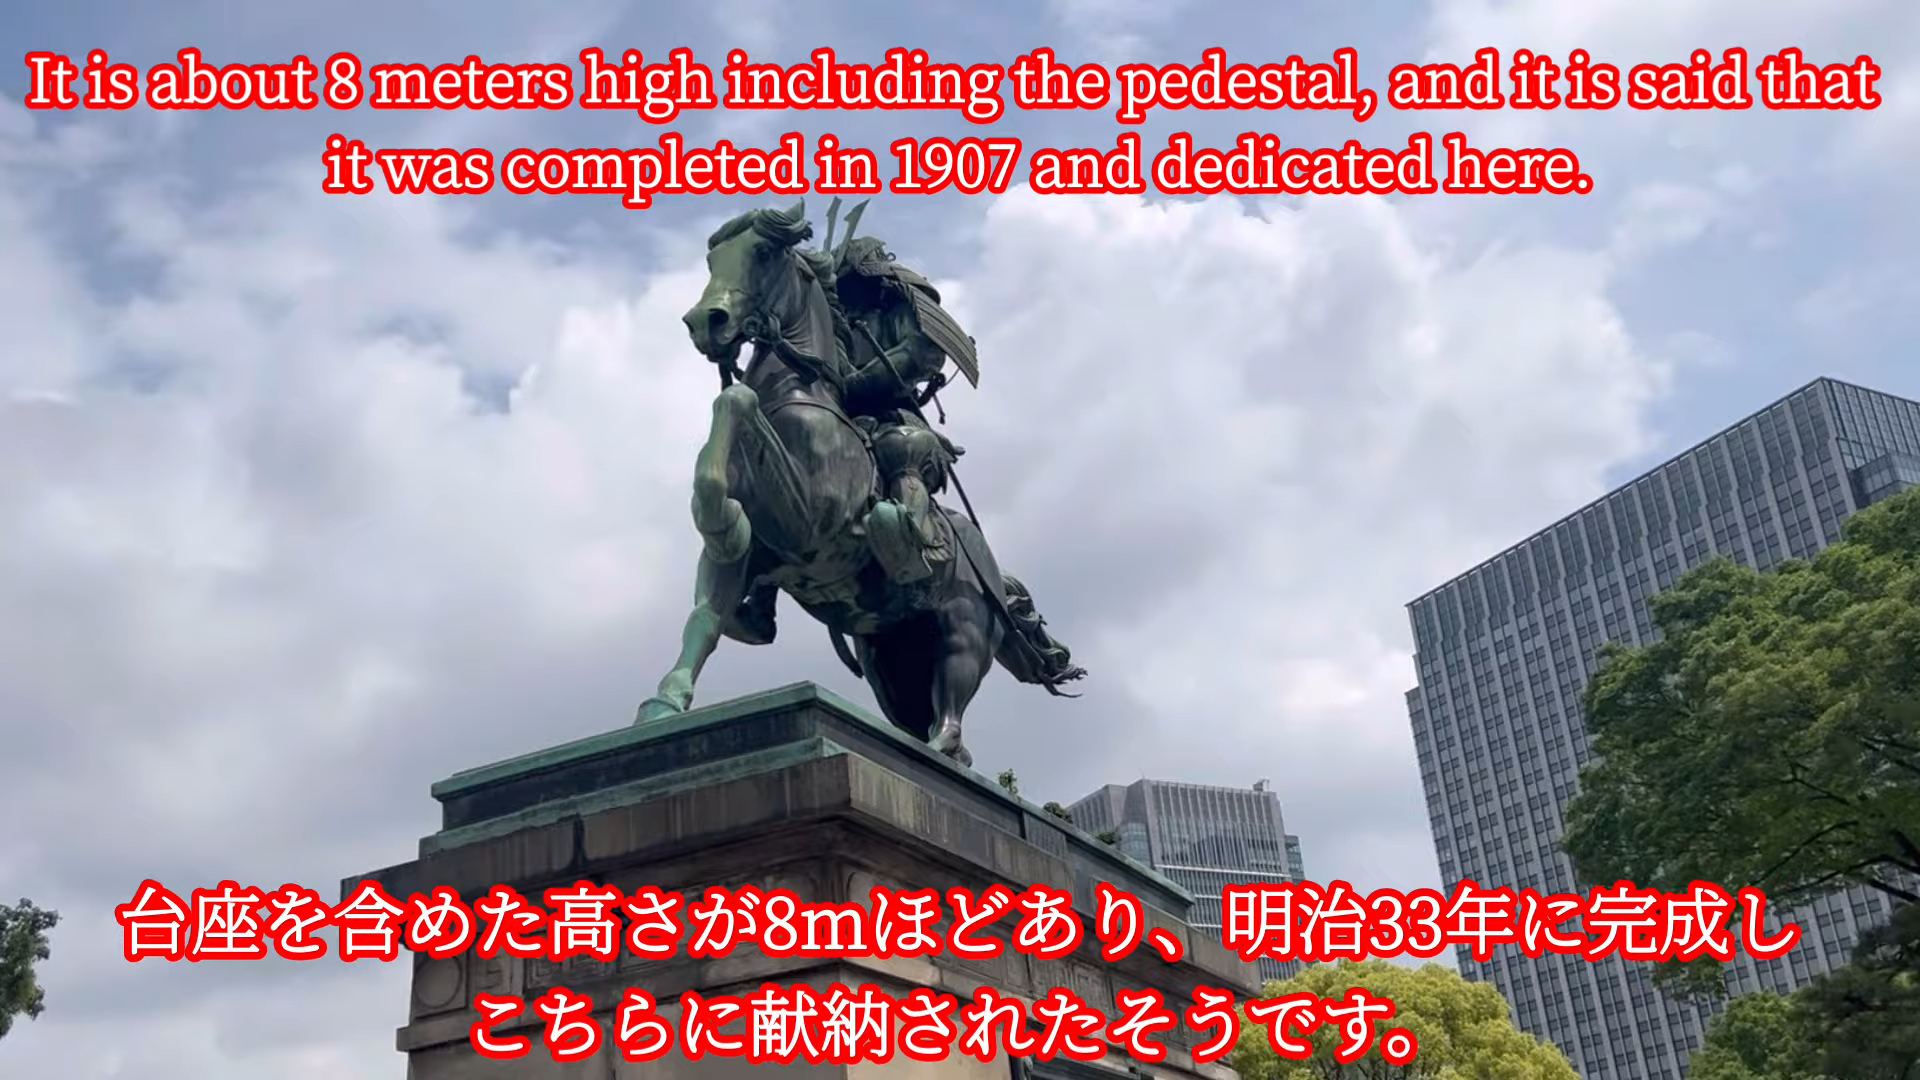 It is about 8 meters high including the pedestal, and it is said that
it was completed in 1907 and dedicated here.
台座を含めた高さが8mほどあり、明治33年に完成し
こちらに献納されたそうです。